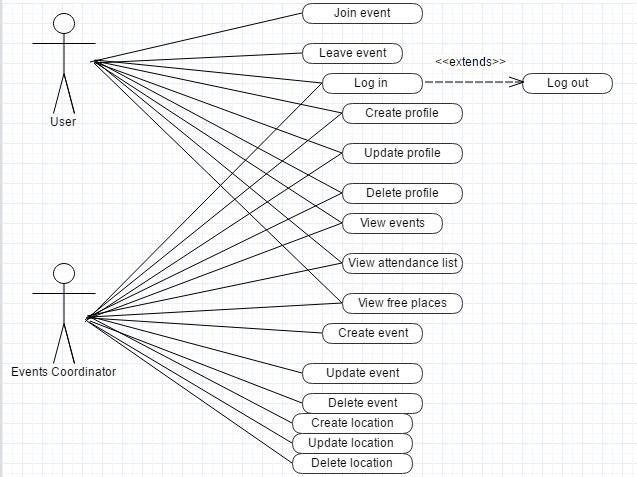 Join event
Leave event
<<extends>>
Log in
Log out
Create profile
User
Update profile
Delete profile
View events
View attendance list
View free places
Create event
Events Coordinator
Update event
Delete event
Create location
Update location
Delete location